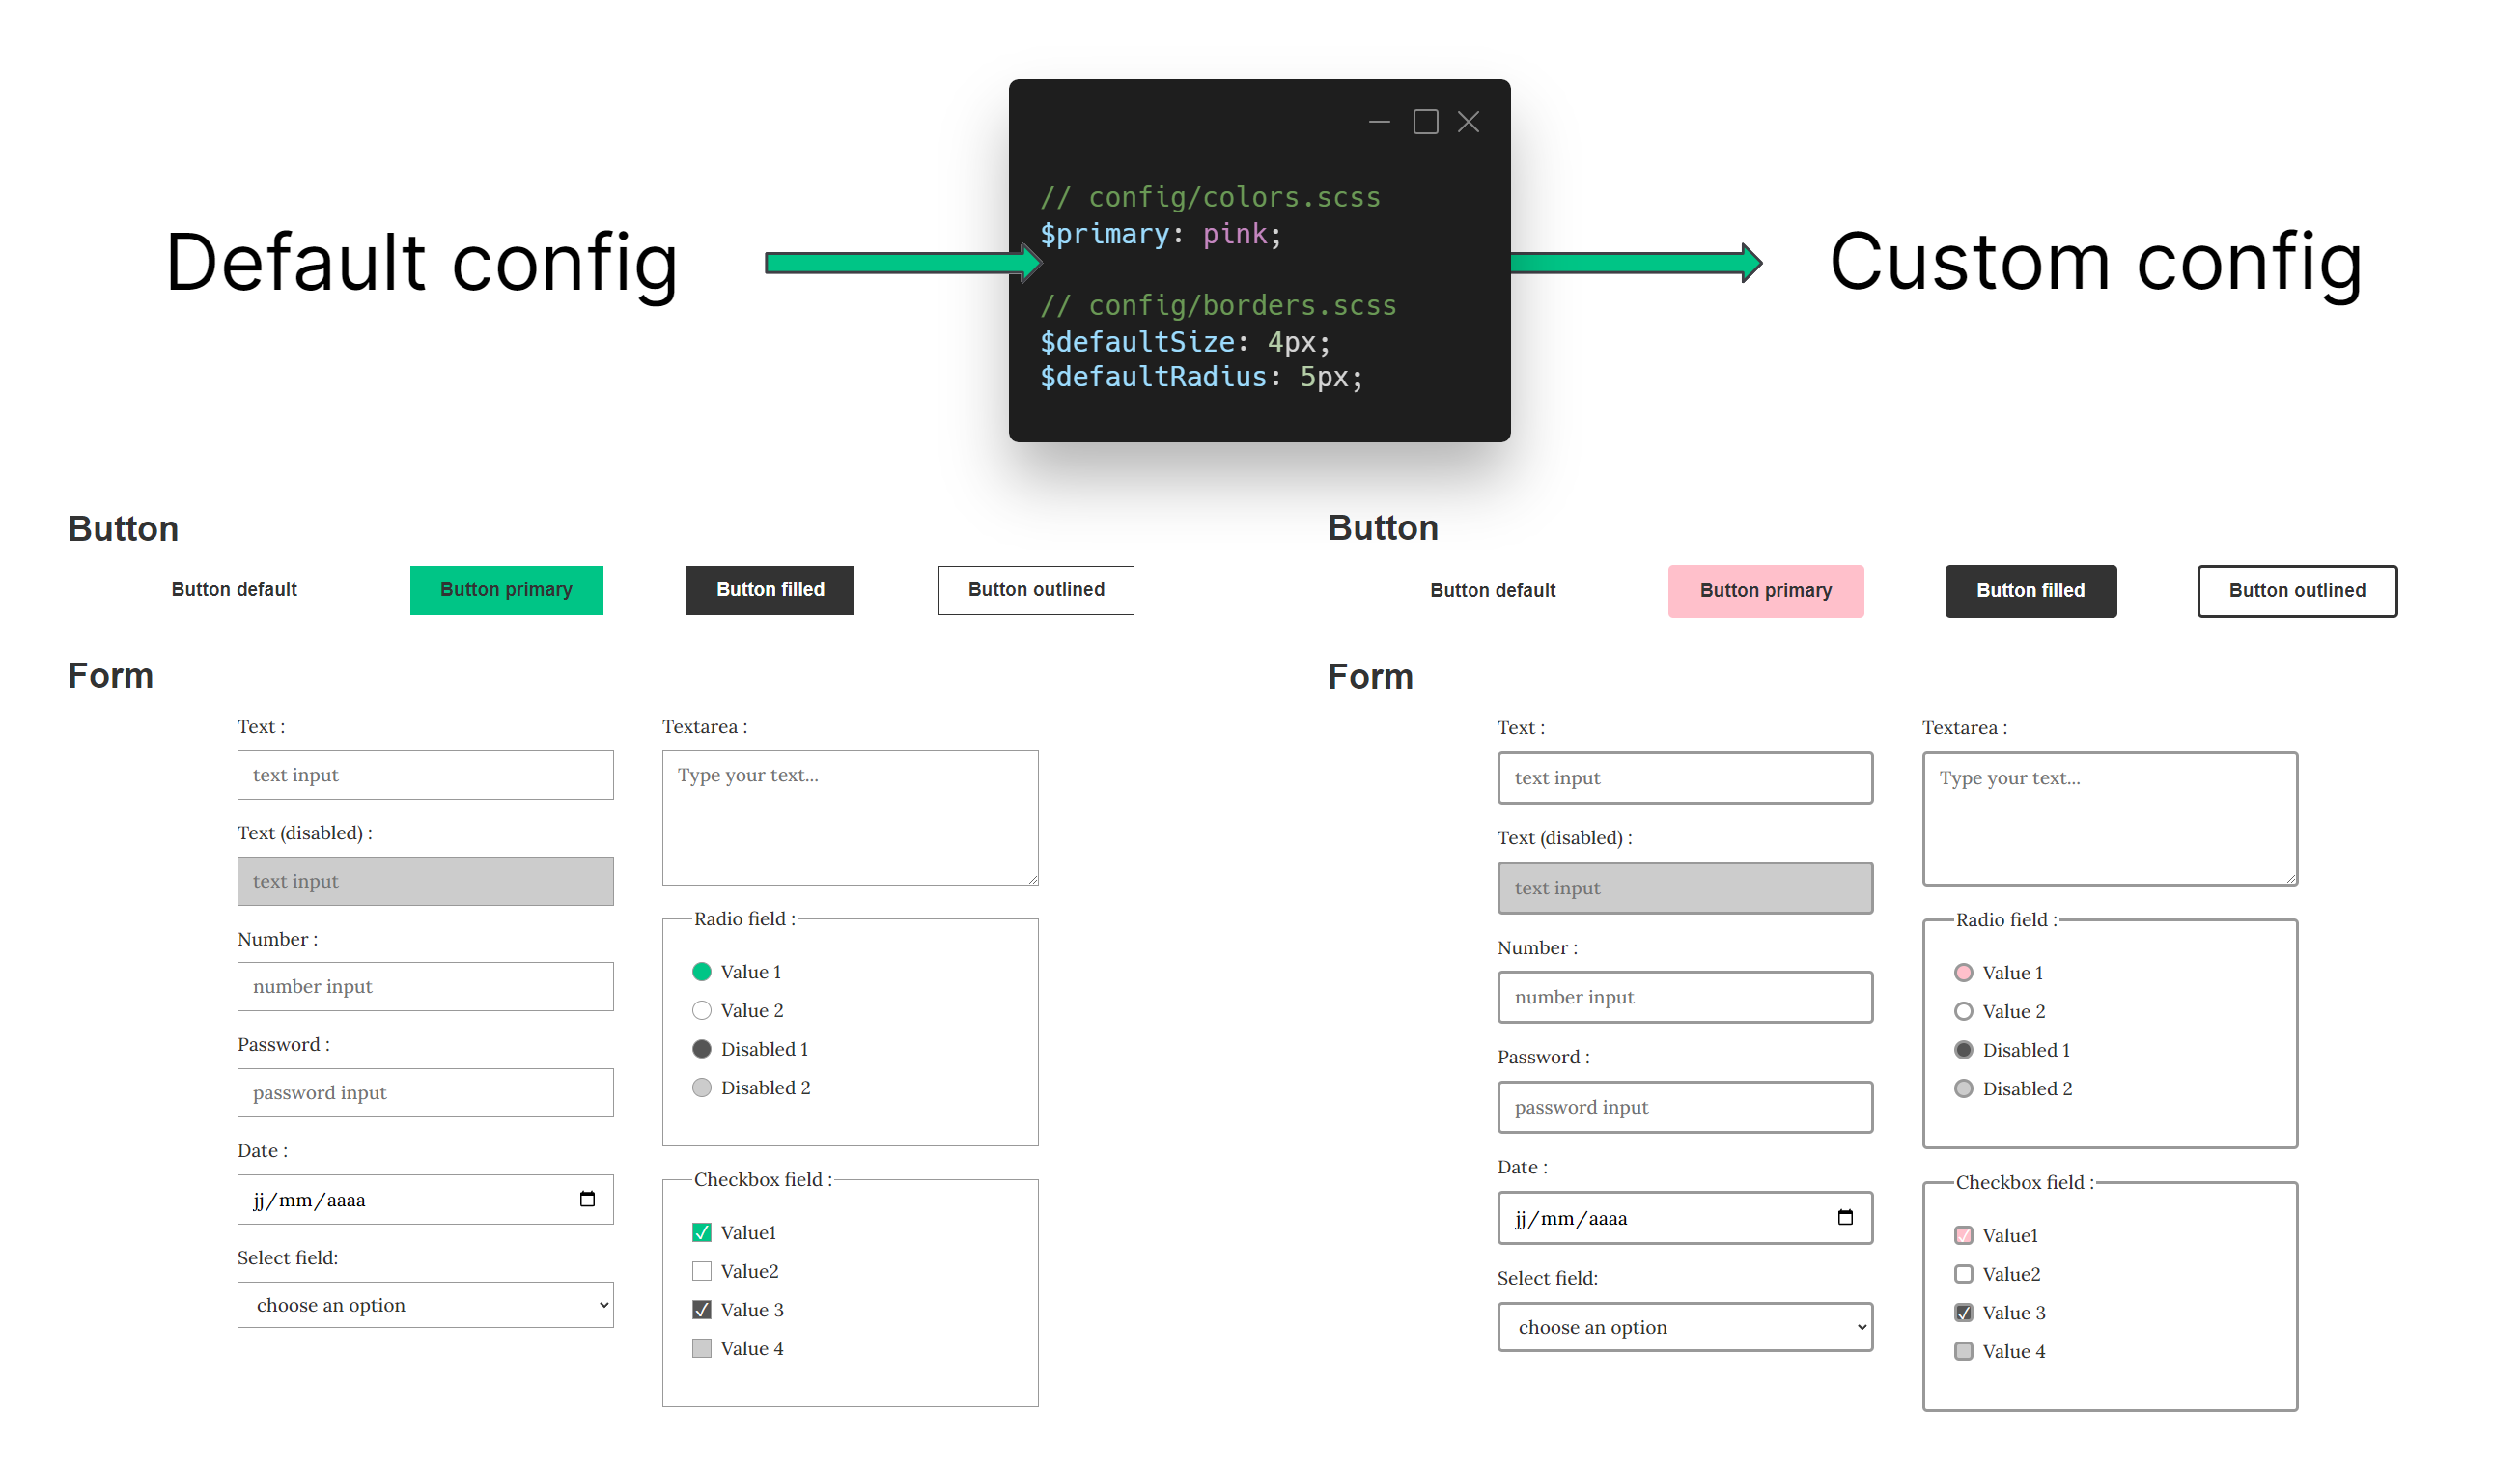 Default config
// config/colors.scss
$primary: pink;
// config/borders.scss
$defaultSize: 4px;
$defaultRadius: 5px;
Custom config
Button
Button default
Button primary
Button filled
Button outlined
Form
Text :
text input
Text (disabled) :
text input
Number :
number input
Password :
password input
Date :
jj/mm/aaaa
Select field:
choose an option
Textarea :
Type your text...
Radio field :
Value 1
Value 2
Disabled 1
Disabled 2
Checkbox field :
Value1
Value2
Value 3
Value 4
Button
Button default
Button primary
Button filled
Button outlined
Form
Text :
text input
Text (disabled) :
text input
Number :
number input
Password :
password input
Date :
jj/mm/aaaa
Select field:
choose an option
Textarea :
Type your text...
Radio field :
Value 1
Value 2
Disabled 1
Disabled 2
Checkbox field :
Value1
Value2
Value 3
Value 4